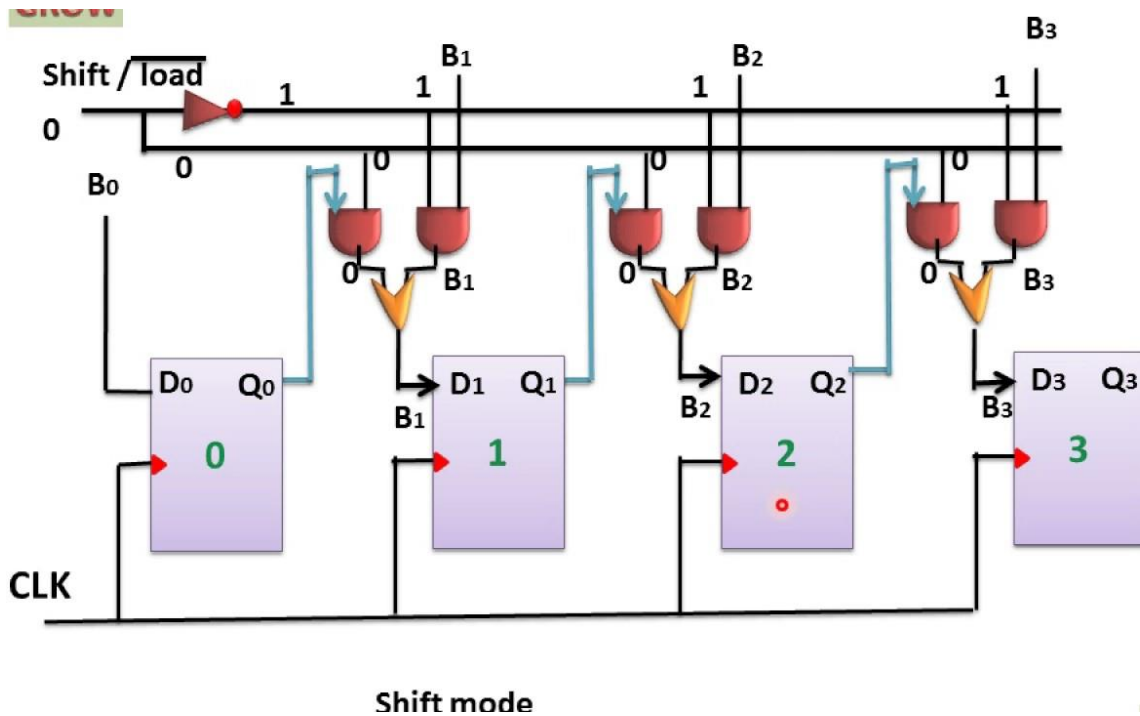 GROW
B3
B1
B2
Shift / load
1
1
1
1
0
0
0
0
0
B0
0
B1
0
B2
0
B3
D0
Q0
D1
Q1
D2
Q2
D3
Q3
B1
B2
B3
0
1
2
3
CLK
Shift mode